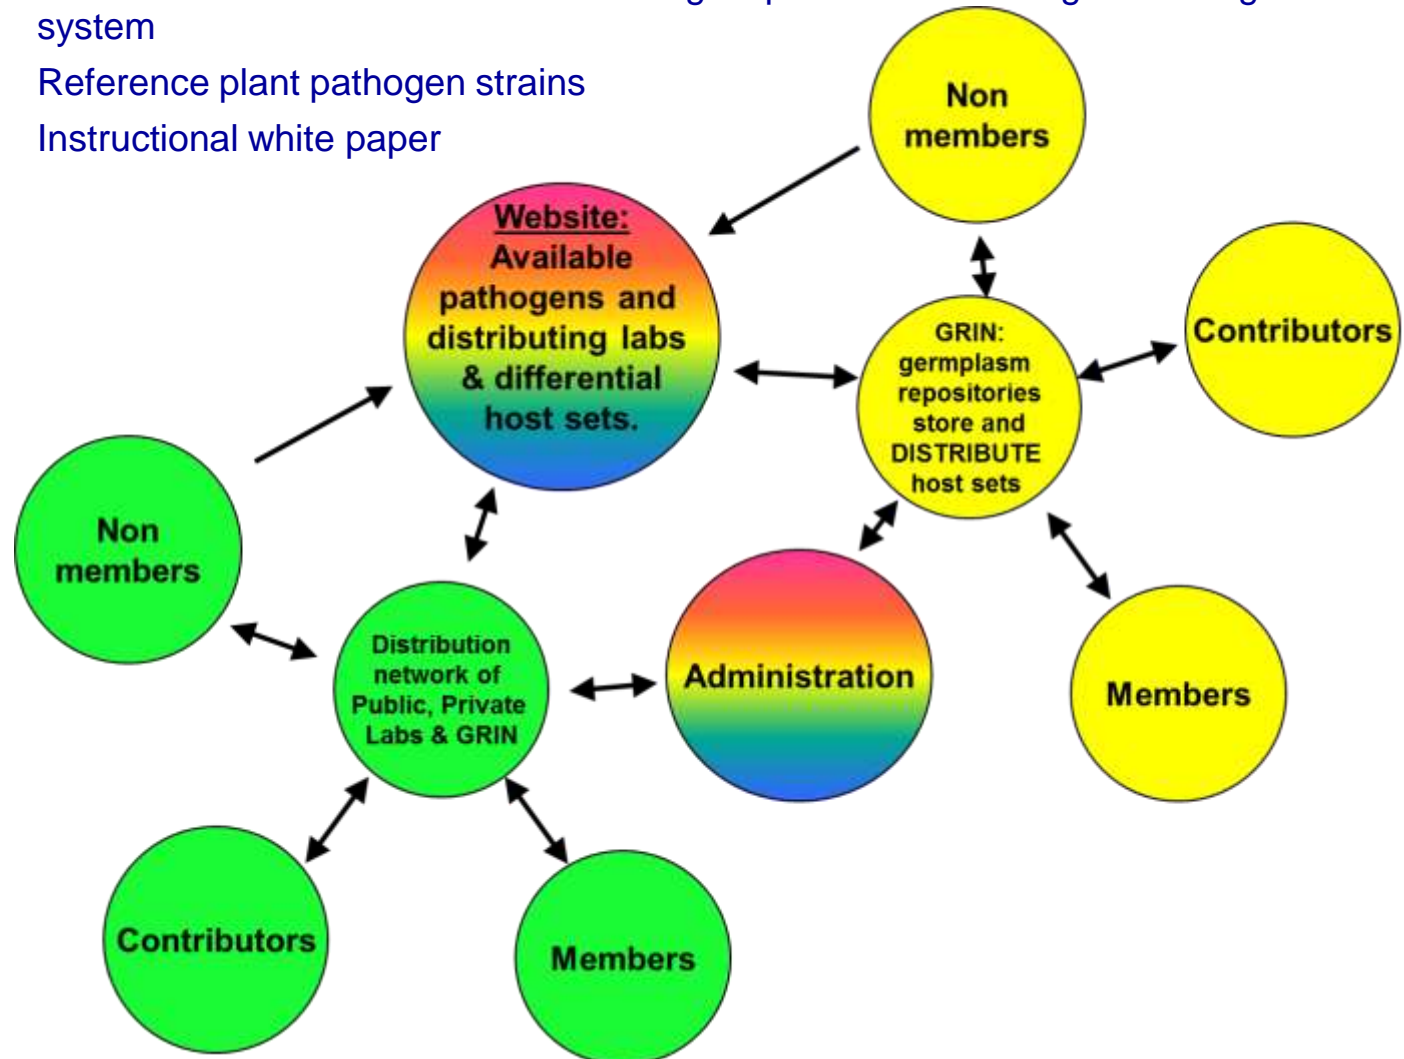 system
Reference plant pathogen strains
Instructional white paper
Non
members
Website:
Available
pathogens and
distributing labs
& differential
host sets.
GRIN:
germplasm
repositories
store and
DISTRIBUTE
host sets
Contributors
Non
members
Distribution
network of
Public, Private
Labs & GRIN
Administration
Members
Contributors
Members